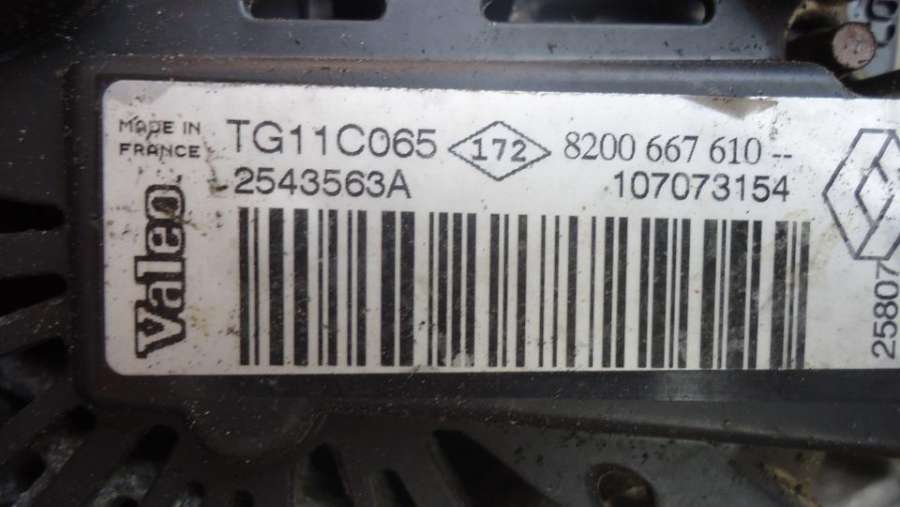 MADE IN
FRANCE
TG11C065 172 8200 667 610 --
2543563A 107073154
Valeo
25807